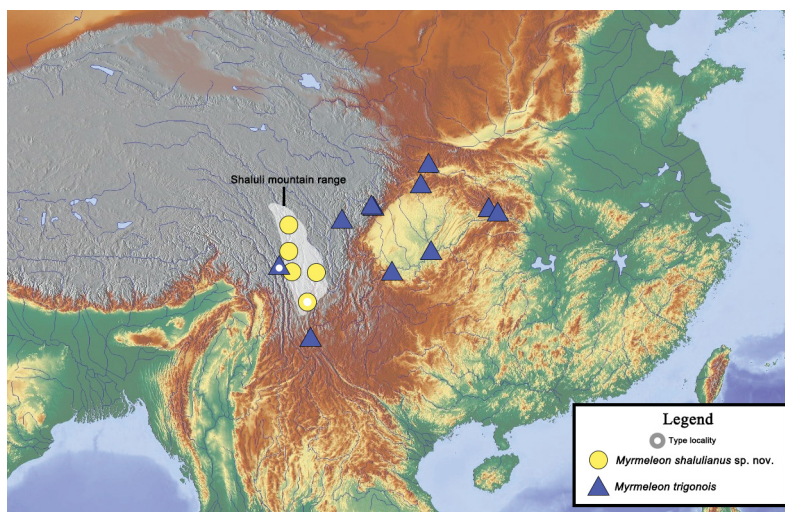 Shaluli mountain range
Legend
Type locality
Myrmeleon shalulianus sp. nov.
Myrmeleon trigonois